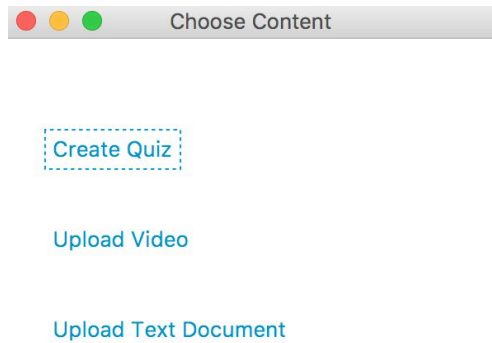 Choose Content
Create Quiz
Upload Video
Upload Text Document